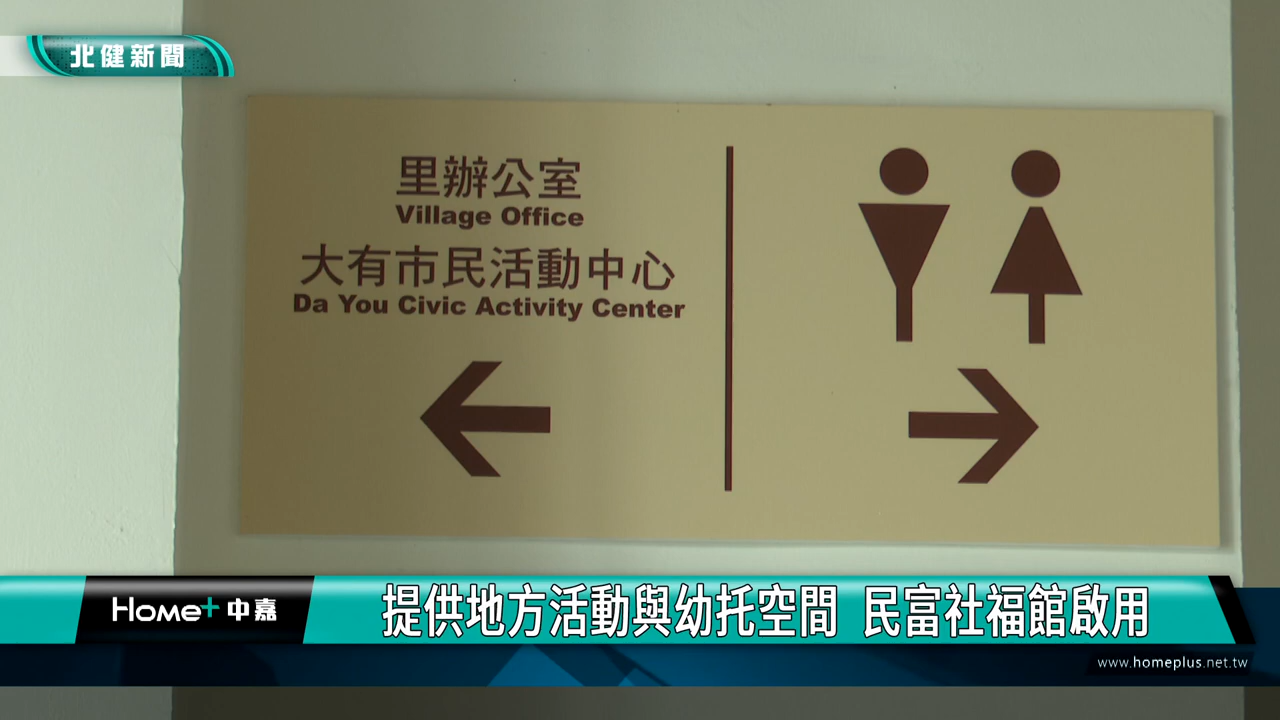 北健新聞
里辦公室
Village Office
大有市民活動中心
Da You Civic Activity Center
Home+ 中嘉
提供地方活動與幼托空間 民富社福館啟用
www.homeplus.net.tw